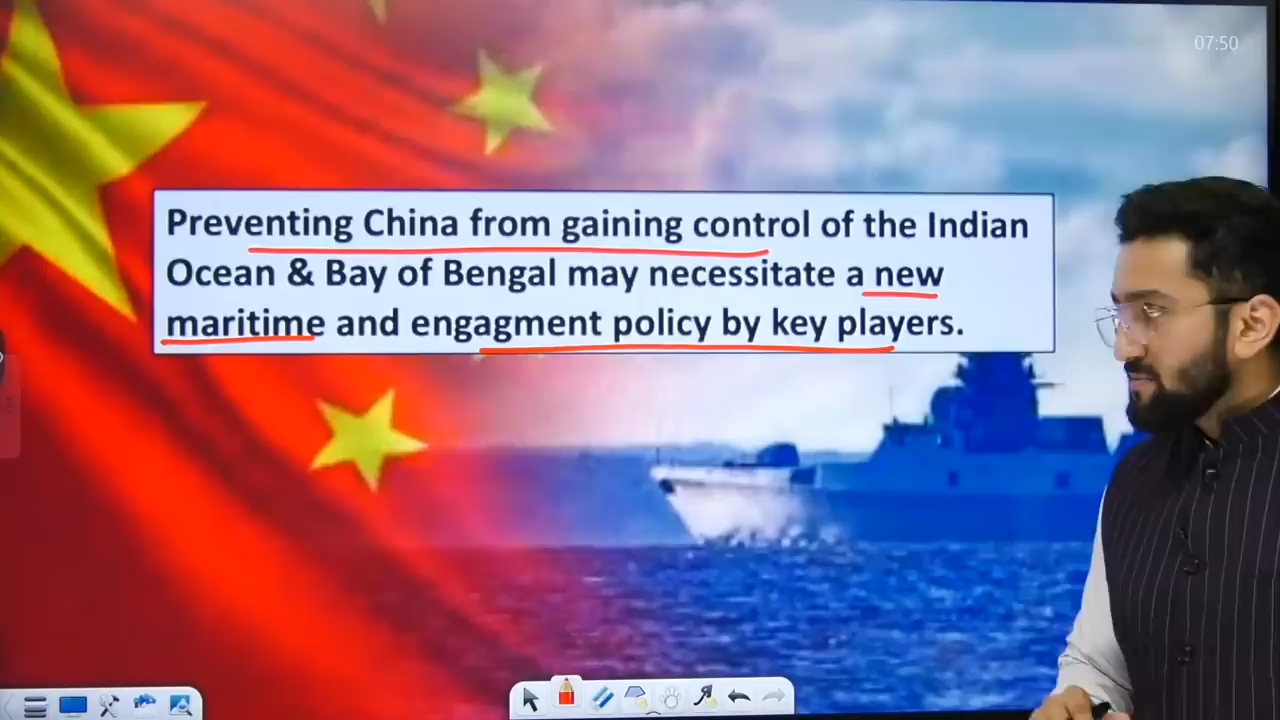 07:50
Preventing China from gaining control of the Indian
Ocean & Bay of Bengal may necessitate a new
maritime and engagment policy by key players.